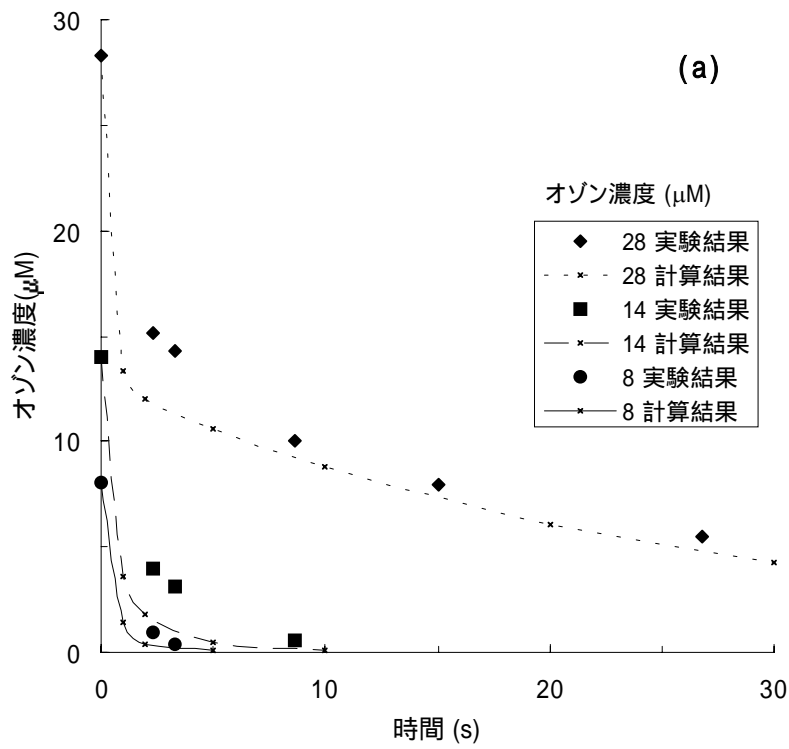 (a)
30
20
10
0
オゾン濃度(μM)
オゾン濃度 (μM)
28 実験結果
28 計算結果
14 実験結果
14 計算結果
8 実験結果
8 計算結果
0 10 20 30
時間 (s)